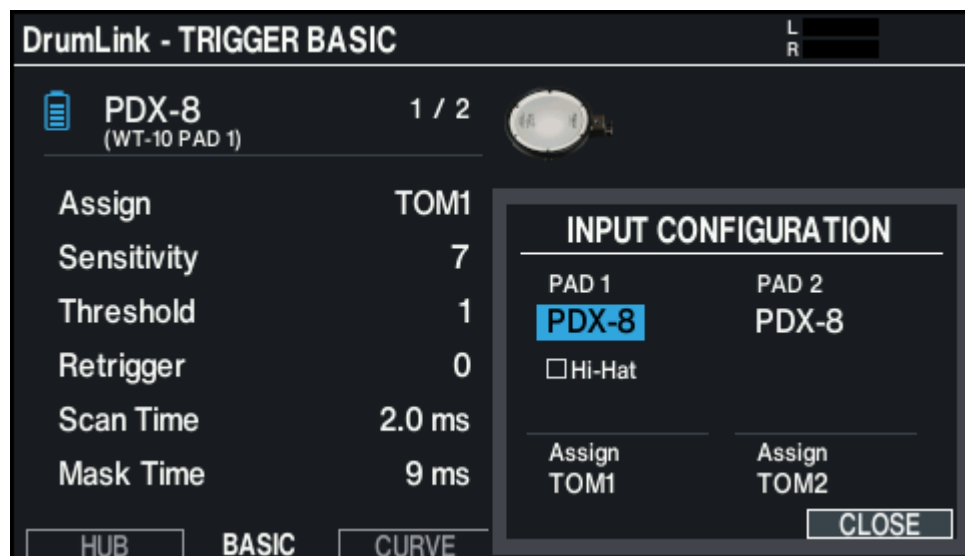 DrumLink - TRIGGER BASIC
L
R
PDX-8
1 / 2
(WT-10 PAD 1)
Assign TOM1
Sensitivity 7
Threshold 1
Retrigger 0
Scan Time 2.0 ms
Mask Time 9 ms
HUB BASIC CURVE
INPUT CONFIGURATION
PAD 1 PAD 2
PDX-8 PDX-8
Hi-Hat
Assign Assign
TOM1 TOM2
CLOSE